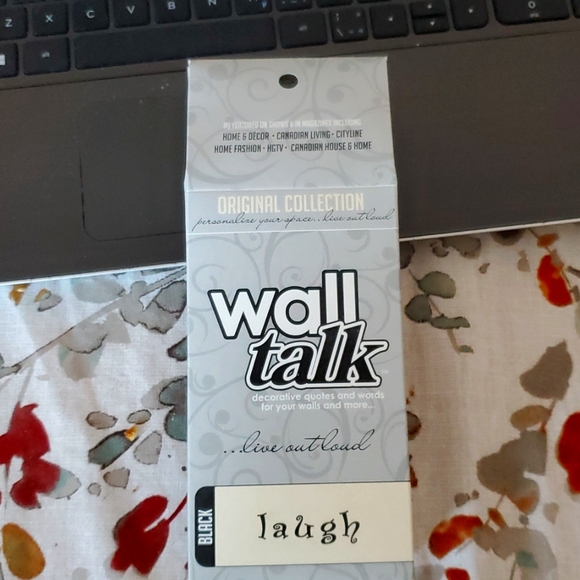 AS FEATURED ON SHOWS & IN MAGAZINES INCLUDING
HOME & DECOR • CANADIAN LIVING • CITYLINE
HOME FASHION • HGTV • CANADIAN HOUSE & HOME
ORIGINAL COLLECTION
personalize your space...live out loud
wall
talk
decorative quotes and words
for your walls and more...
...live out loud
BLACK
laugh